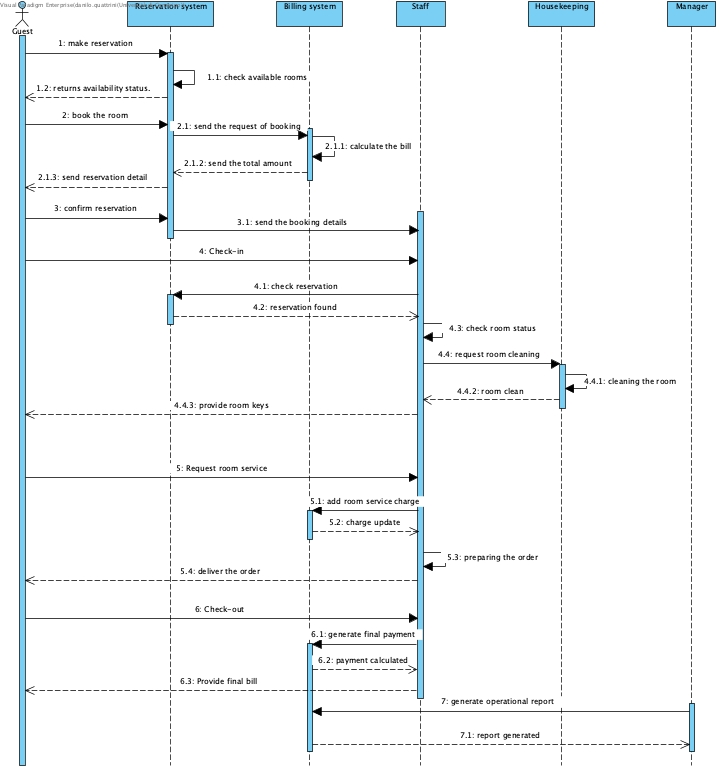 Visual Paradigm Enterprise(danilo.quattrini(Uni
Reservation system
Billing system
Staff
Housekeeping
Manager
Guest
1: make reservation
1.1: check available rooms
1.2: returns availability status.
2: book the room
2.1: send the request of booking
2.1.1: calculate the bill
2.1.2: send the total amount
2.1.3: send reservation detail
3: confirm reservation
3.1: send the booking details
4: Check-in
4.1: check reservation
4.2: reservation found
4.3: check room status
4.4: request room cleaning
4.4.1: cleaning the room
4.4.2: room clean
4.4.3: provide room keys
5: Request room service
5.1: add room service charge
5.2: charge update
5.3: preparing the order
5.4: deliver the order
6: Check-out
6.1: generate final payment
6.2: payment calculated
6.3: Provide final bill
7: generate operational report
7.1: report generated